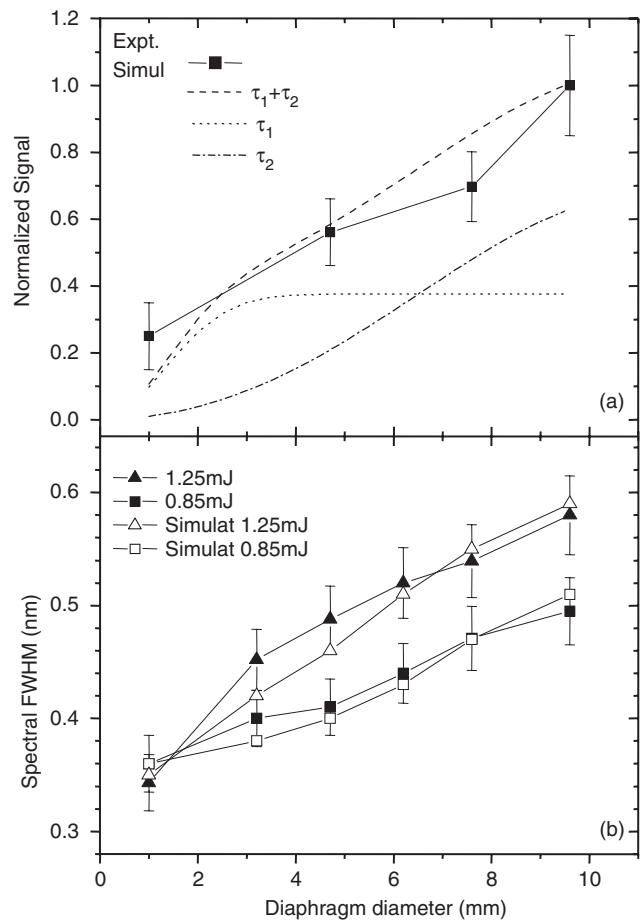 1.2
Expt.
Simul
τ1+τ2
τ1
τ2
1.0
0.8
0.6
0.4
0.2
0.0
Normalized Signal
(a)
1.25mJ
0.85mJ
Simulat 1.25mJ
Simulat 0.85mJ
0.6
0.5
0.4
0.3
Spectral FWHM (nm)
(b)
0 2 4 6 8 10
Diaphragm diameter (mm)